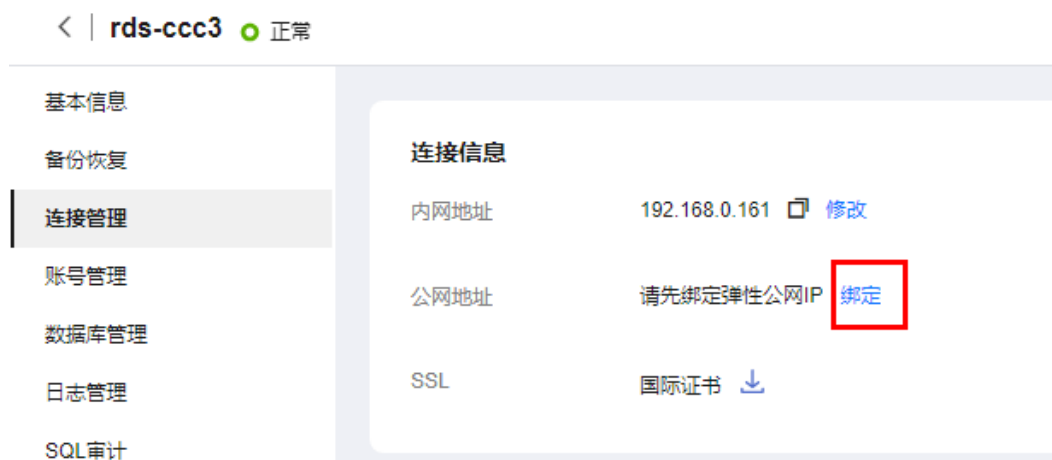 rds-ccc3 正常
基本信息
备份恢复
连接管理
账号管理
数据库管理
日志管理
SQL审计
连接信息
内网地址 192.168.0.161 修改
公网地址 请先绑定弹性公网IP 绑定
SSL 国际证书